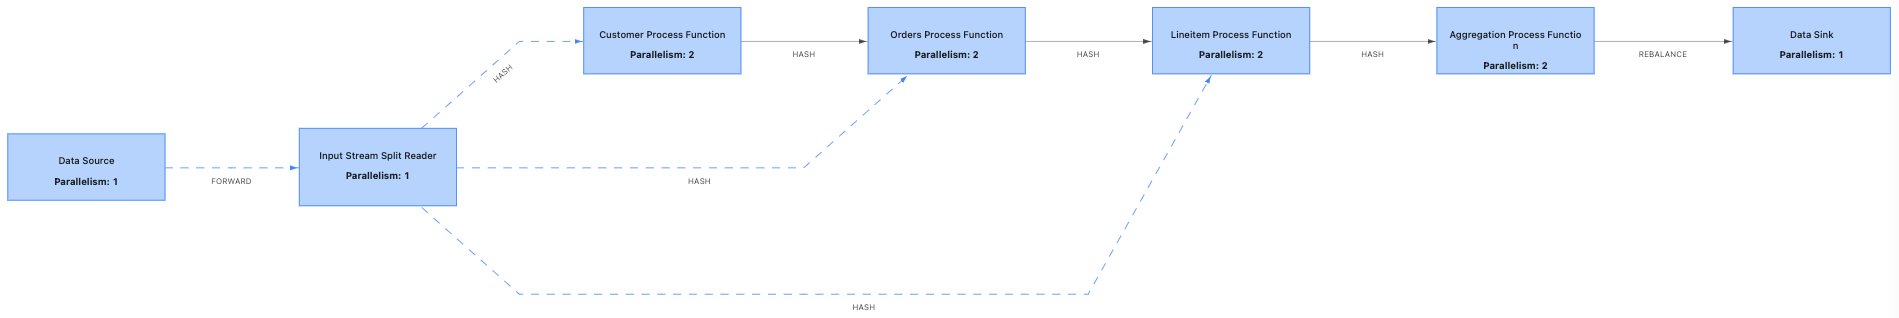 Customer Process Function
Parallelism: 2
HASH
Orders Process Function
Parallelism: 2
HASH
Lineitem Process Function
Parallelism: 2
HASH
Aggregation Process Functio
n
Parallelism: 2
REBALANCE
Data Sink
Parallelism: 1
HASH
Data Source
Parallelism: 1
FORWARD
Input Stream Split Reader
Parallelism: 1
HASH
HASH